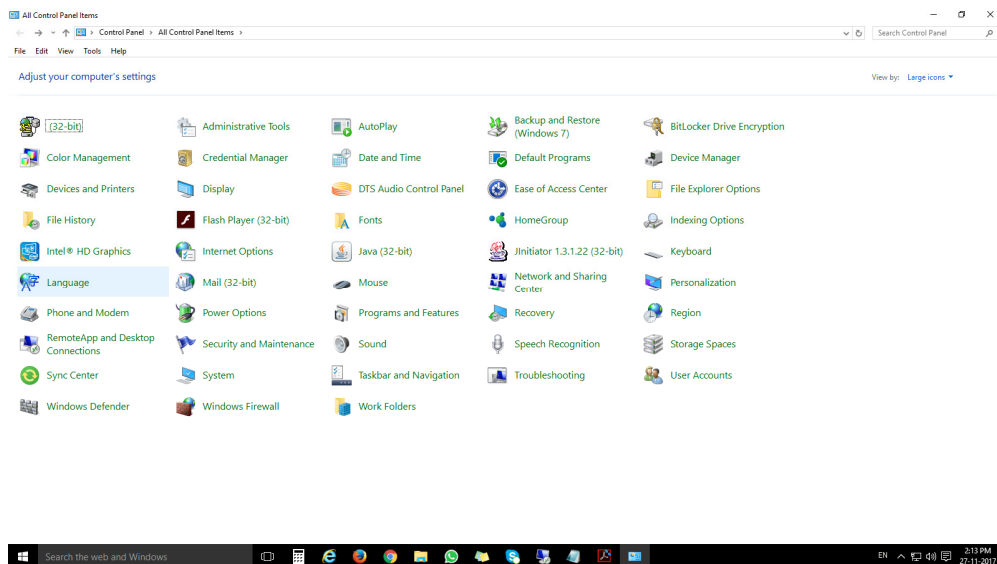 All Control Panel Items
Control Panel > All Control Panel Items >
Search Control Panel
File Edit View Tools Help
Adjust your computer's settings
View by: Large icons
(32-bit)
Administrative Tools
AutoPlay
Backup and Restore
(Windows 7)
BitLocker Drive Encryption
Color Management
Credential Manager
Date and Time
Default Programs
Device Manager
Devices and Printers
Display
DTS Audio Control Panel
Ease of Access Center
File Explorer Options
File History
Flash Player (32-bit)
Fonts
HomeGroup
Indexing Options
Intel® HD Graphics
Internet Options
Java (32-bit)
JInitiator 1.3.1.22 (32-bit)
Keyboard
Language
Mail (32-bit)
Mouse
Network and Sharing
Center
Personalization
Phone and Modem
Power Options
Programs and Features
Recovery
Region
RemoteApp and Desktop
Connections
Security and Maintenance
Sound
Speech Recognition
Storage Spaces
Sync Center
System
Taskbar and Navigation
Troubleshooting
User Accounts
Windows Defender
Windows Firewall
Work Folders
Search the web and Windows
EN
2:13 PM
27-11-2017